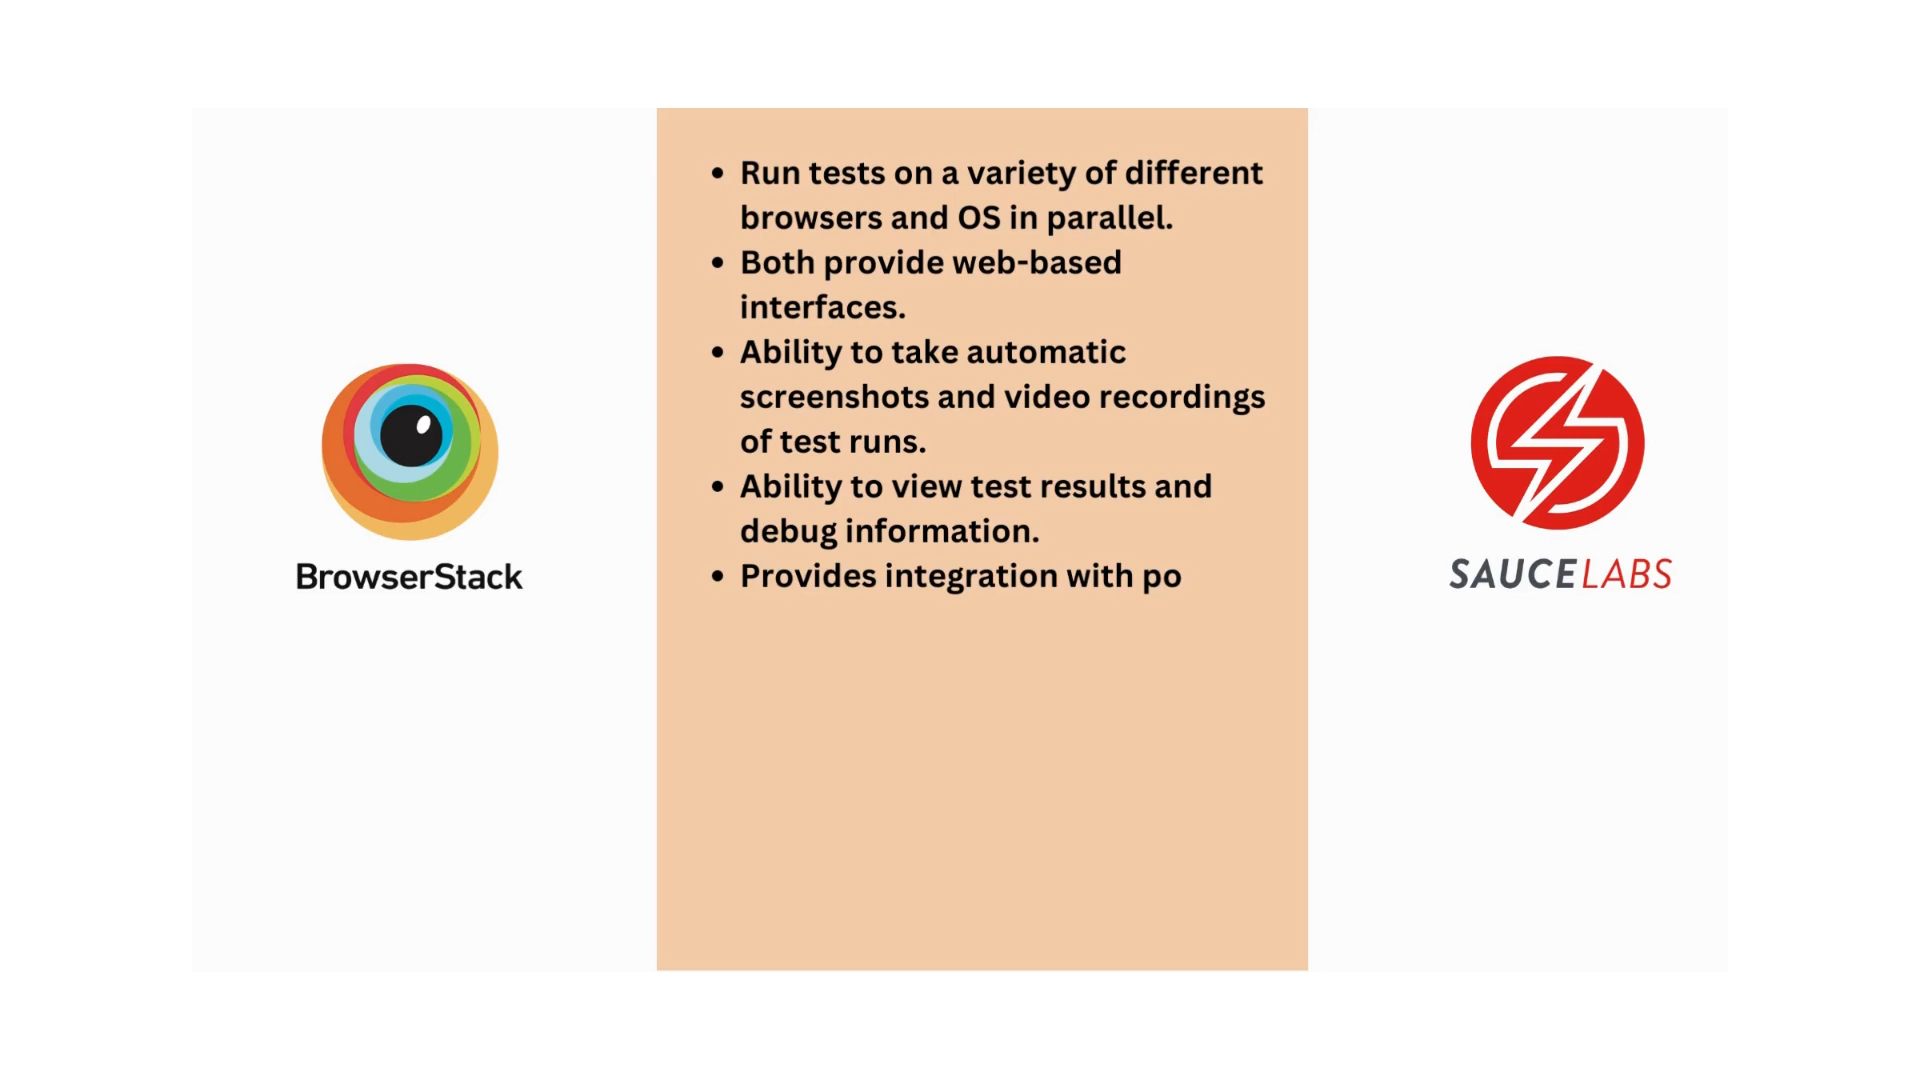 • Run tests on a variety of different
browsers and OS in parallel.
• Both provide web-based
interfaces.
• Ability to take automatic
screenshots and video recordings
of test runs.
• Ability to view test results and
debug information.
• Provides integration with po
BrowserStack
SAUCELABS